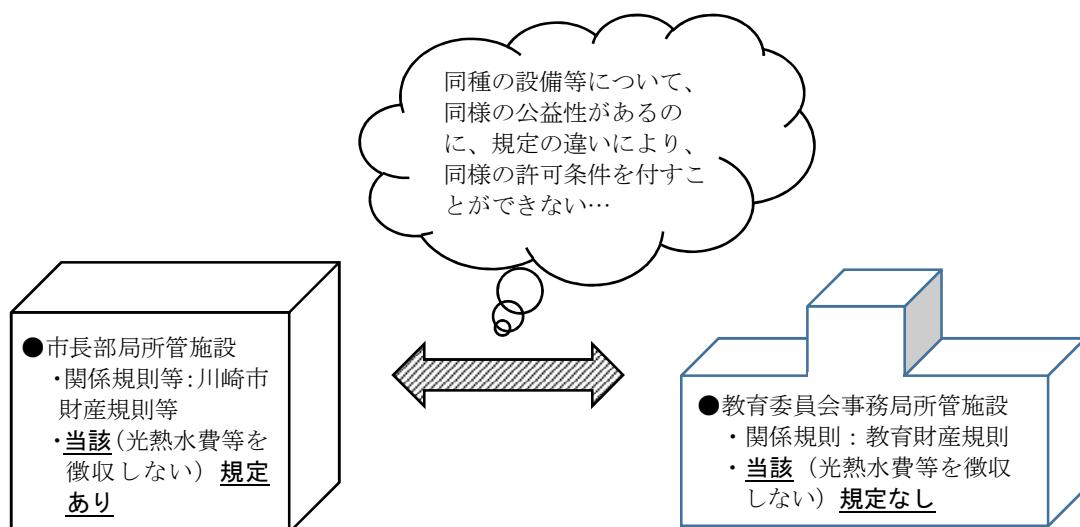 同種の設備等について、
同様の公益性があるの
に、規定の違いにより、
同様の許可条件を付すこ
とができない…
●市長部局所管施設
・関係規則等：川崎市
財産規則等
・当該（光熱水費等を
徴収しない）規定
あり
●教育委員会事務局所管施設
・関係規則：教育財産規則
・当該（光熱水費等を徴収
しない）規定なし